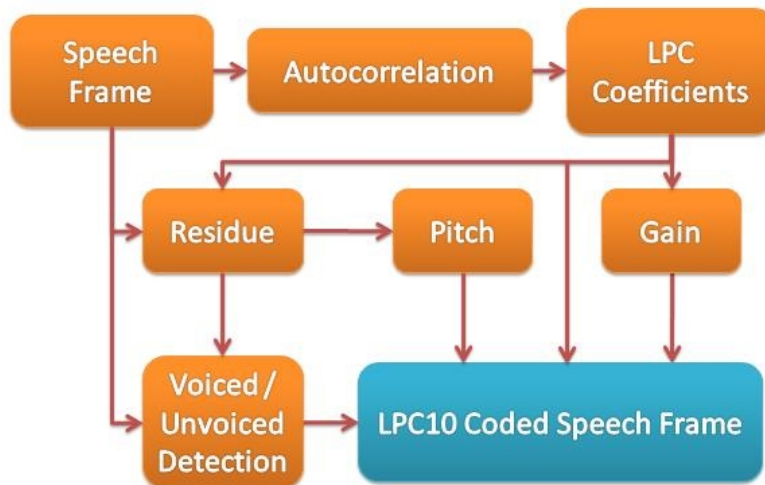 Speech
Frame
Autocorrelation
LPC
Coefficients
Residue
Pitch
Gain
Voiced /
Unvoiced
Detection
LPC10 Coded Speech Frame